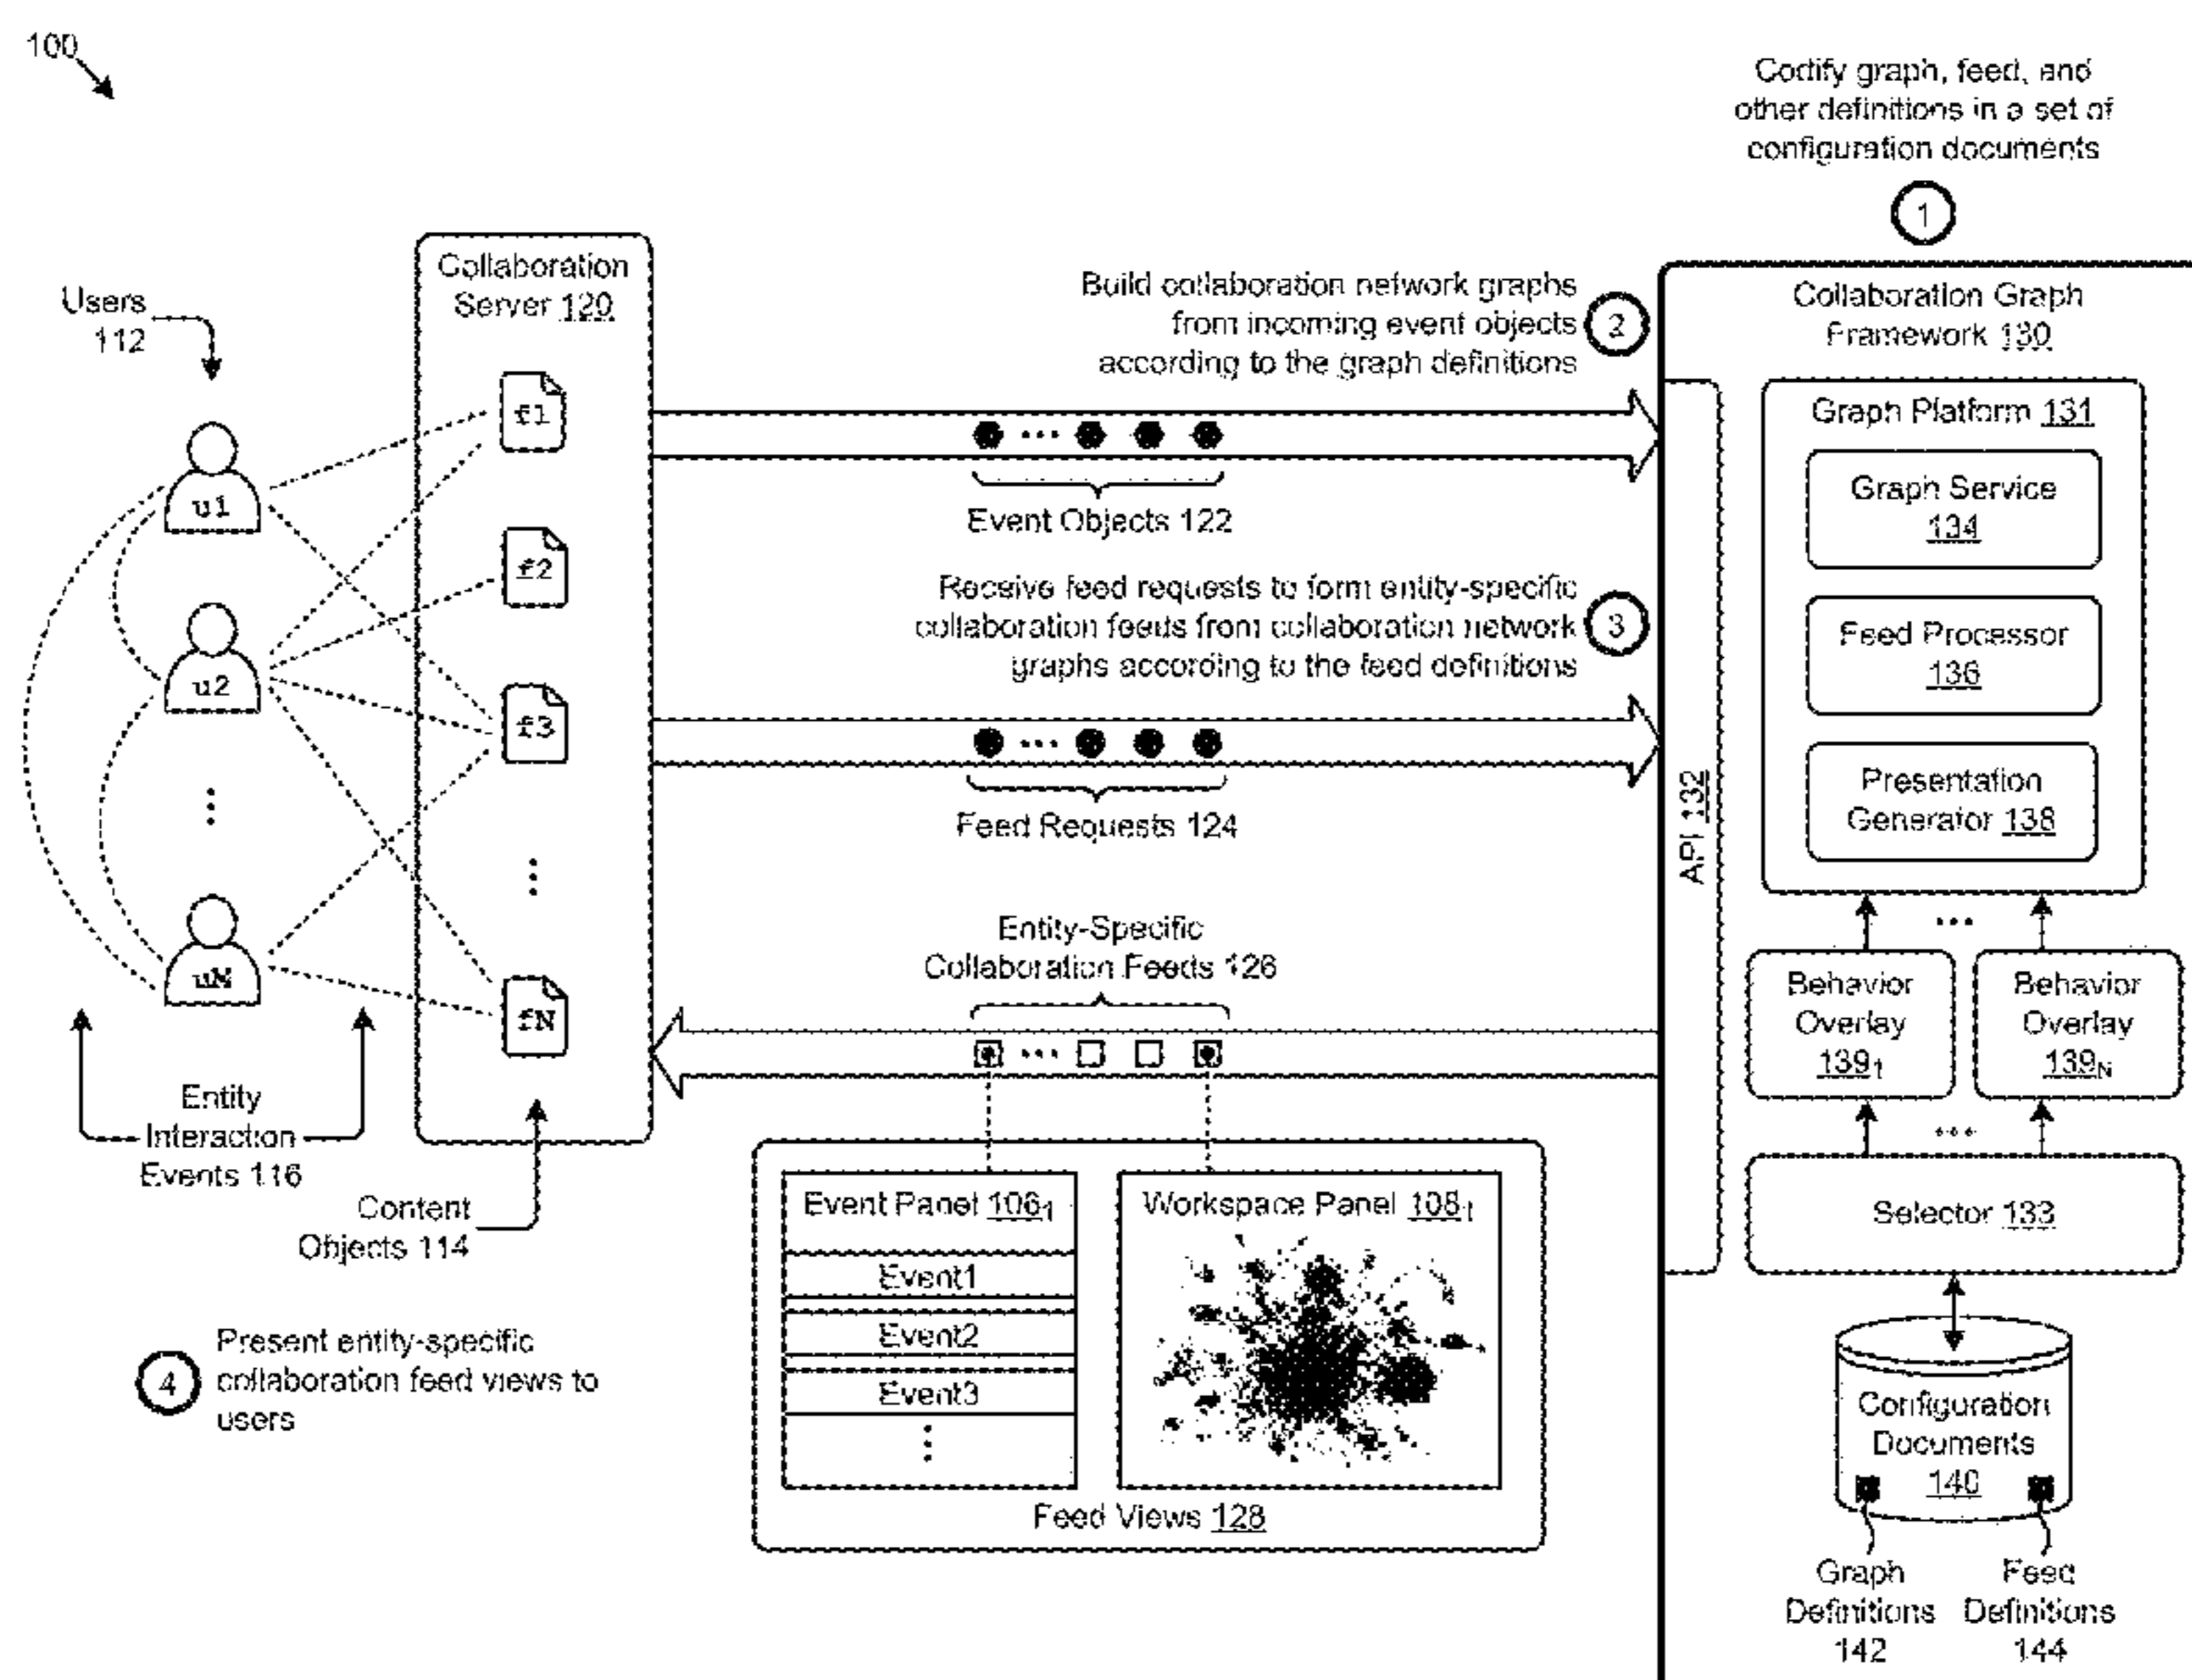 100
Codify graph, feed, and
other definitions in a set of
configuration documents
1
Users
112
u1
u2
uN
Entity
Interaction
Events 116
Collaboration
Server 120
f1
f2
f3
fN
Content
Objects 114
Build collaboration network graphs
from incoming event objects
according to the graph definitions
2
Event Objects 122
Receive feed requests to form entity-specific
collaboration feeds from collaboration network
graphs according to the feed definitions
3
Feed Requests 124
Entity-Specific
Collaboration Feeds 126
4
Present entity-specific
collaboration feed views to
users
Event Panel 106₁
Event1
Event2
Event3
Workspace Panel 108₁
Feed Views 128
Collaboration Graph
Framework 130
API 132
Graph Platform 131
Graph Service
134
Feed Processor
136
Presentation
Generator 138
Behavior
Overlay
139₁
Behavior
Overlay
139N
Selector 133
Configuration
Documents
140
Graph
Definitions
142
Feed
Definitions
144